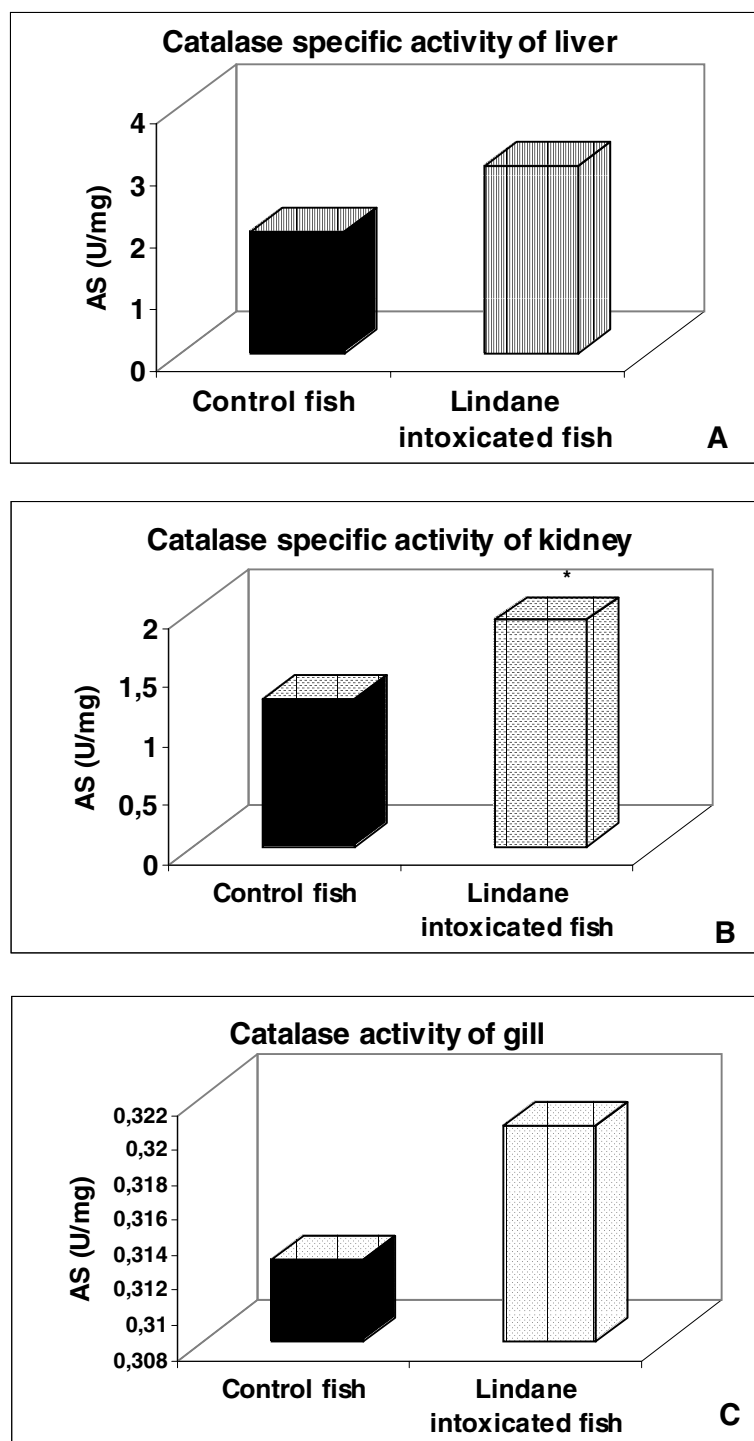 Catalase specific activity of liver
AS (U/mg)
4
3
2
1
0
Control fish
Lindane
intoxicated fish
A
Catalase specific activity of kidney
*
AS (U/mg)
2
1,5
1
0,5
0
Control fish
Lindane
intoxicated fish
B
Catalase activity of gill
AS (U/mg)
0,322
0,32
0,318
0,316
0,314
0,312
0,31
0,308
Control fish
Lindane
intoxicated fish
C